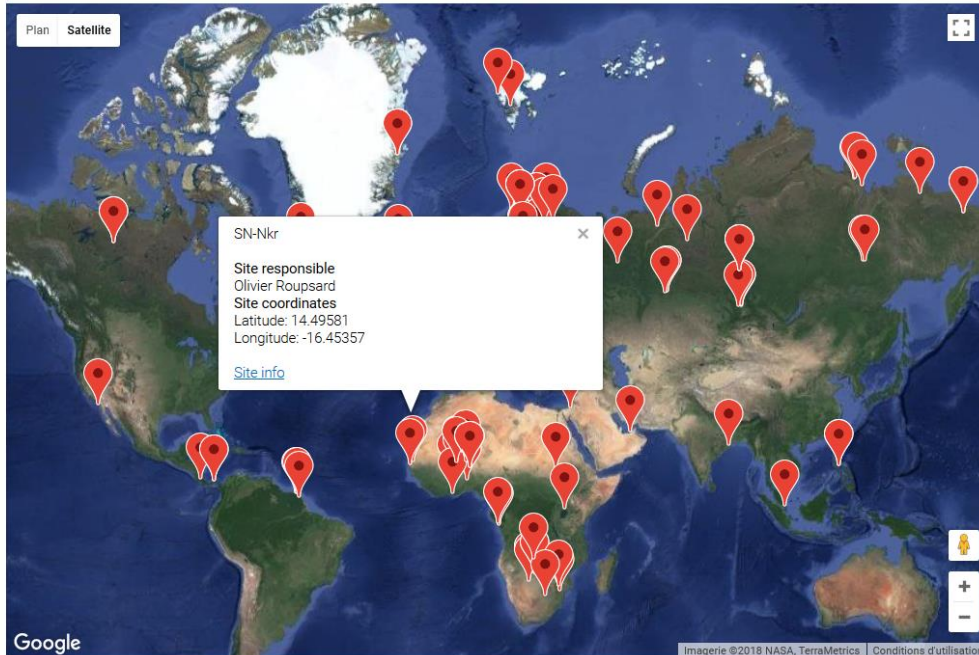 Plan Satellite
SN-Nkr
Site responsible
Olivier Roupsard
Site coordinates
Latitude: 14.49581
Longitude: -16.45357
Site info
Google
Imagerie ©2018 NASA, TerraMetrics Conditions d'utilisatio